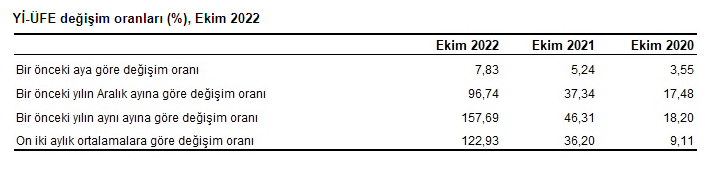 Yİ-ÜFE değişim oranları (%), Ekim 2022
Ekim 2022 Ekim 2021 Ekim 2020
Bir önceki aya göre değişim oranı 7,83 5,24 3,55
Bir önceki yılın Aralık ayına göre değişim oranı 96,74 37,34 17,48
Bir önceki yılın aynı ayına göre değişim oranı 157,69 46,31 18,20
On iki aylık ortalamalara göre değişim oranı 122,93 36,20 9,11